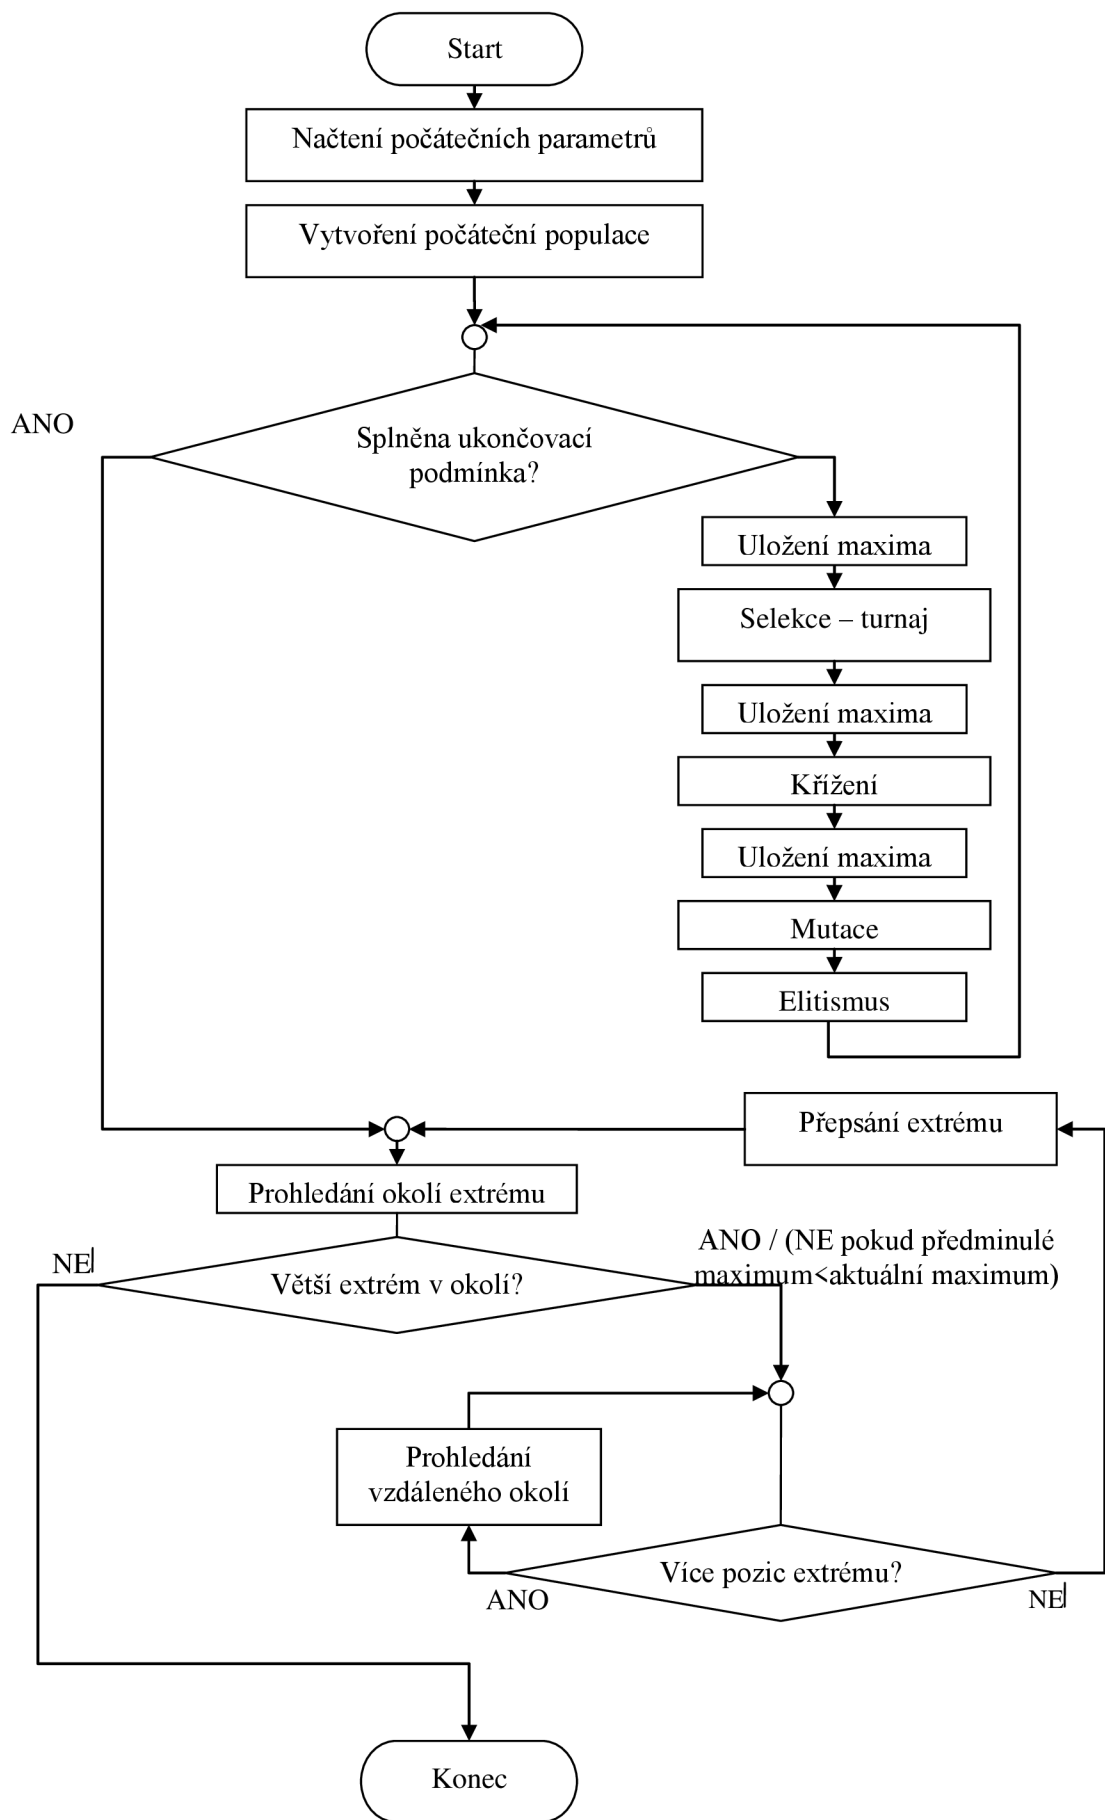 Start
Načtení počátečních parametrů
Vytvoření počáteční populace
ANO
Splněna ukončovací
podmínka?
Uložení maxima
Selekce – turnaj
Uložení maxima
Křížení
Uložení maxima
Mutace
Elitismus
Přepsání extrému
Prohledání okolí extrému
NE
Větší extrém v okolí?
ANO / (NE pokud předminulé
maximum<aktuální maximum)
Prohledání
vzdáleného okolí
Více pozic extrému?
ANO
NE
Konec